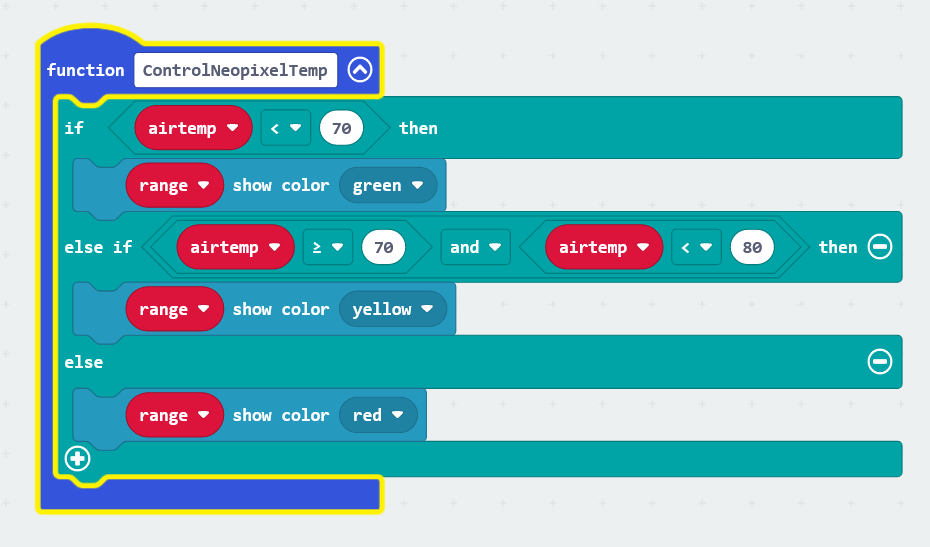 function ControlNeopixelTemp
if airtemp < 70 then
range show color green
else if airtemp ≥ 70 and airtemp < 80 then
range show color yellow
else
range show color red